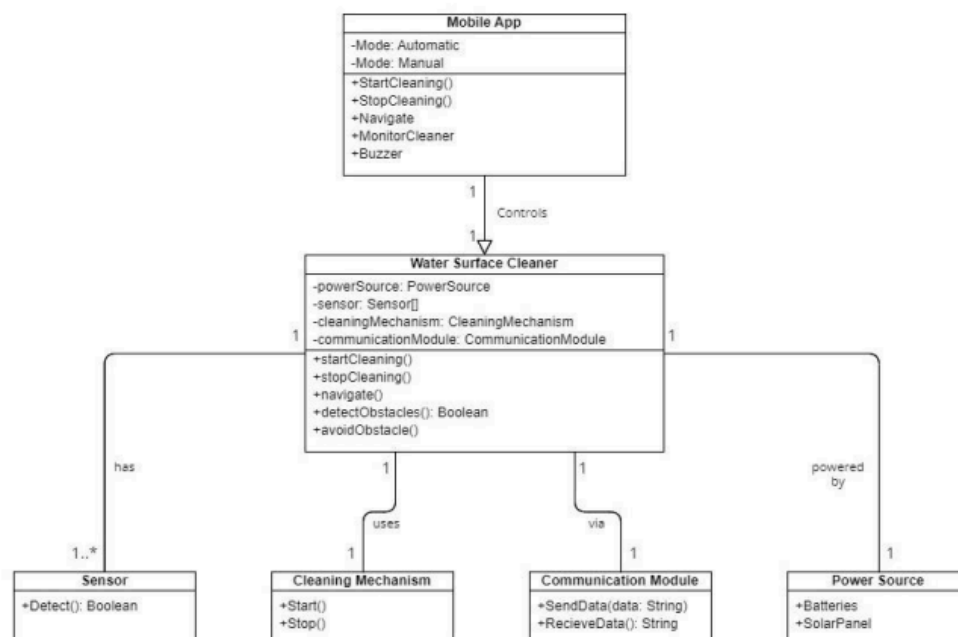 Mobile App
-Mode: Automatic
-Mode: Manual
+StartCleaning()
+StopCleaning()
+Navigate
+MonitorCleaner
+Buzzer
1
Controls
1
Water Surface Cleaner
-powerSource: PowerSource
-sensor: Sensor[]
-cleaningMechanism: CleaningMechanism
-communicationModule: CommunicationModule
+startCleaning()
+stopCleaning()
+navigate()
+detectObstacles(): Boolean
+avoidObstacle()
1
1
1
1
has
uses
via
powered
by
1..*
1
1
1
Sensor
+Detect(): Boolean
Cleaning Mechanism
+Start()
+Stop()
Communication Module
+SendData(data: String)
+RecieveData(): String
Power Source
+Batteries
+SolarPanel